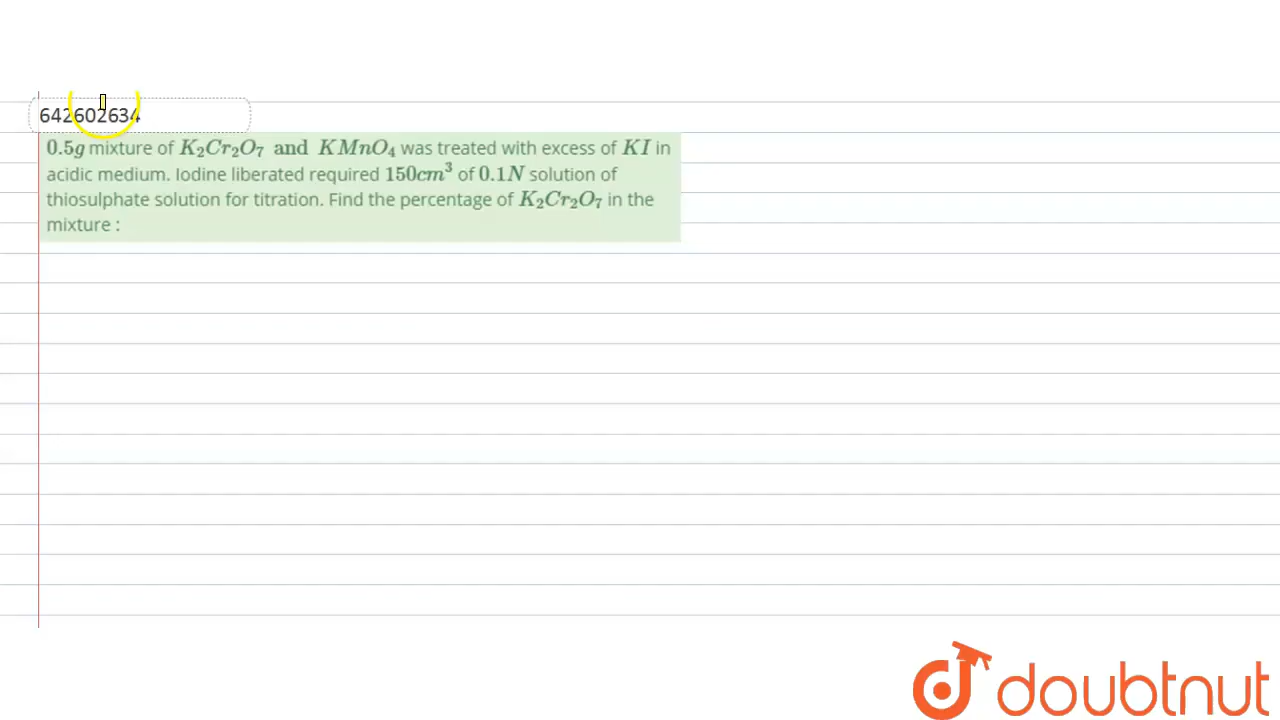 642602634
0.5g mixture of K₂Cr₂O₇ and KMnO₄ was treated with excess of KI in
acidic medium. Iodine liberated required 150cm³ of 0.1N solution of
thiosulphate solution for titration. Find the percentage of K₂Cr₂O₇ in the
mixture :
doubtnut